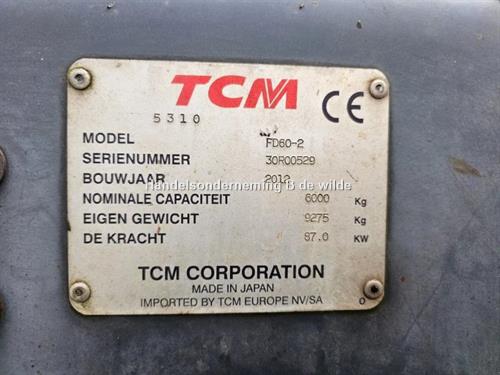 TCM
CE
5310
MODEL FD60-2
SERIENUMMER 30R00529
BOUWJAAR 2012
Handelsonderneming B de wilde
NOMINALE CAPACITEIT 6000 Kg
EIGEN GEWICHT 9275 Kg
DE KRACHT 87.0 KW
TCM CORPORATION
MADE IN JAPAN
IMPORTED BY TCM EUROPE NV/SA O